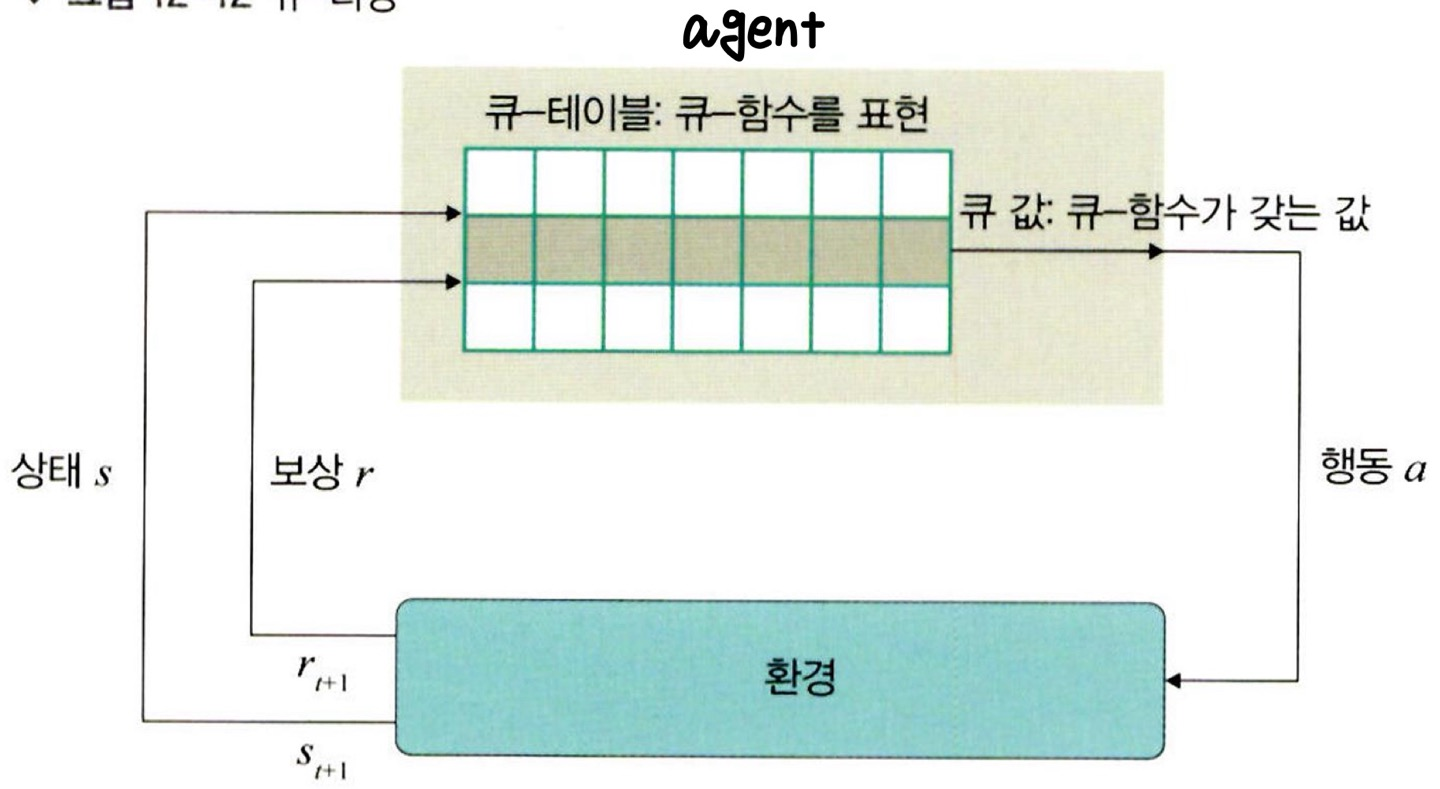 agent
큐–테이블: 큐–함수를 표현
큐 값: 큐–함수가 갖는 값
상태 s
보상 r
행동 a
환경
r t+1
s t+1